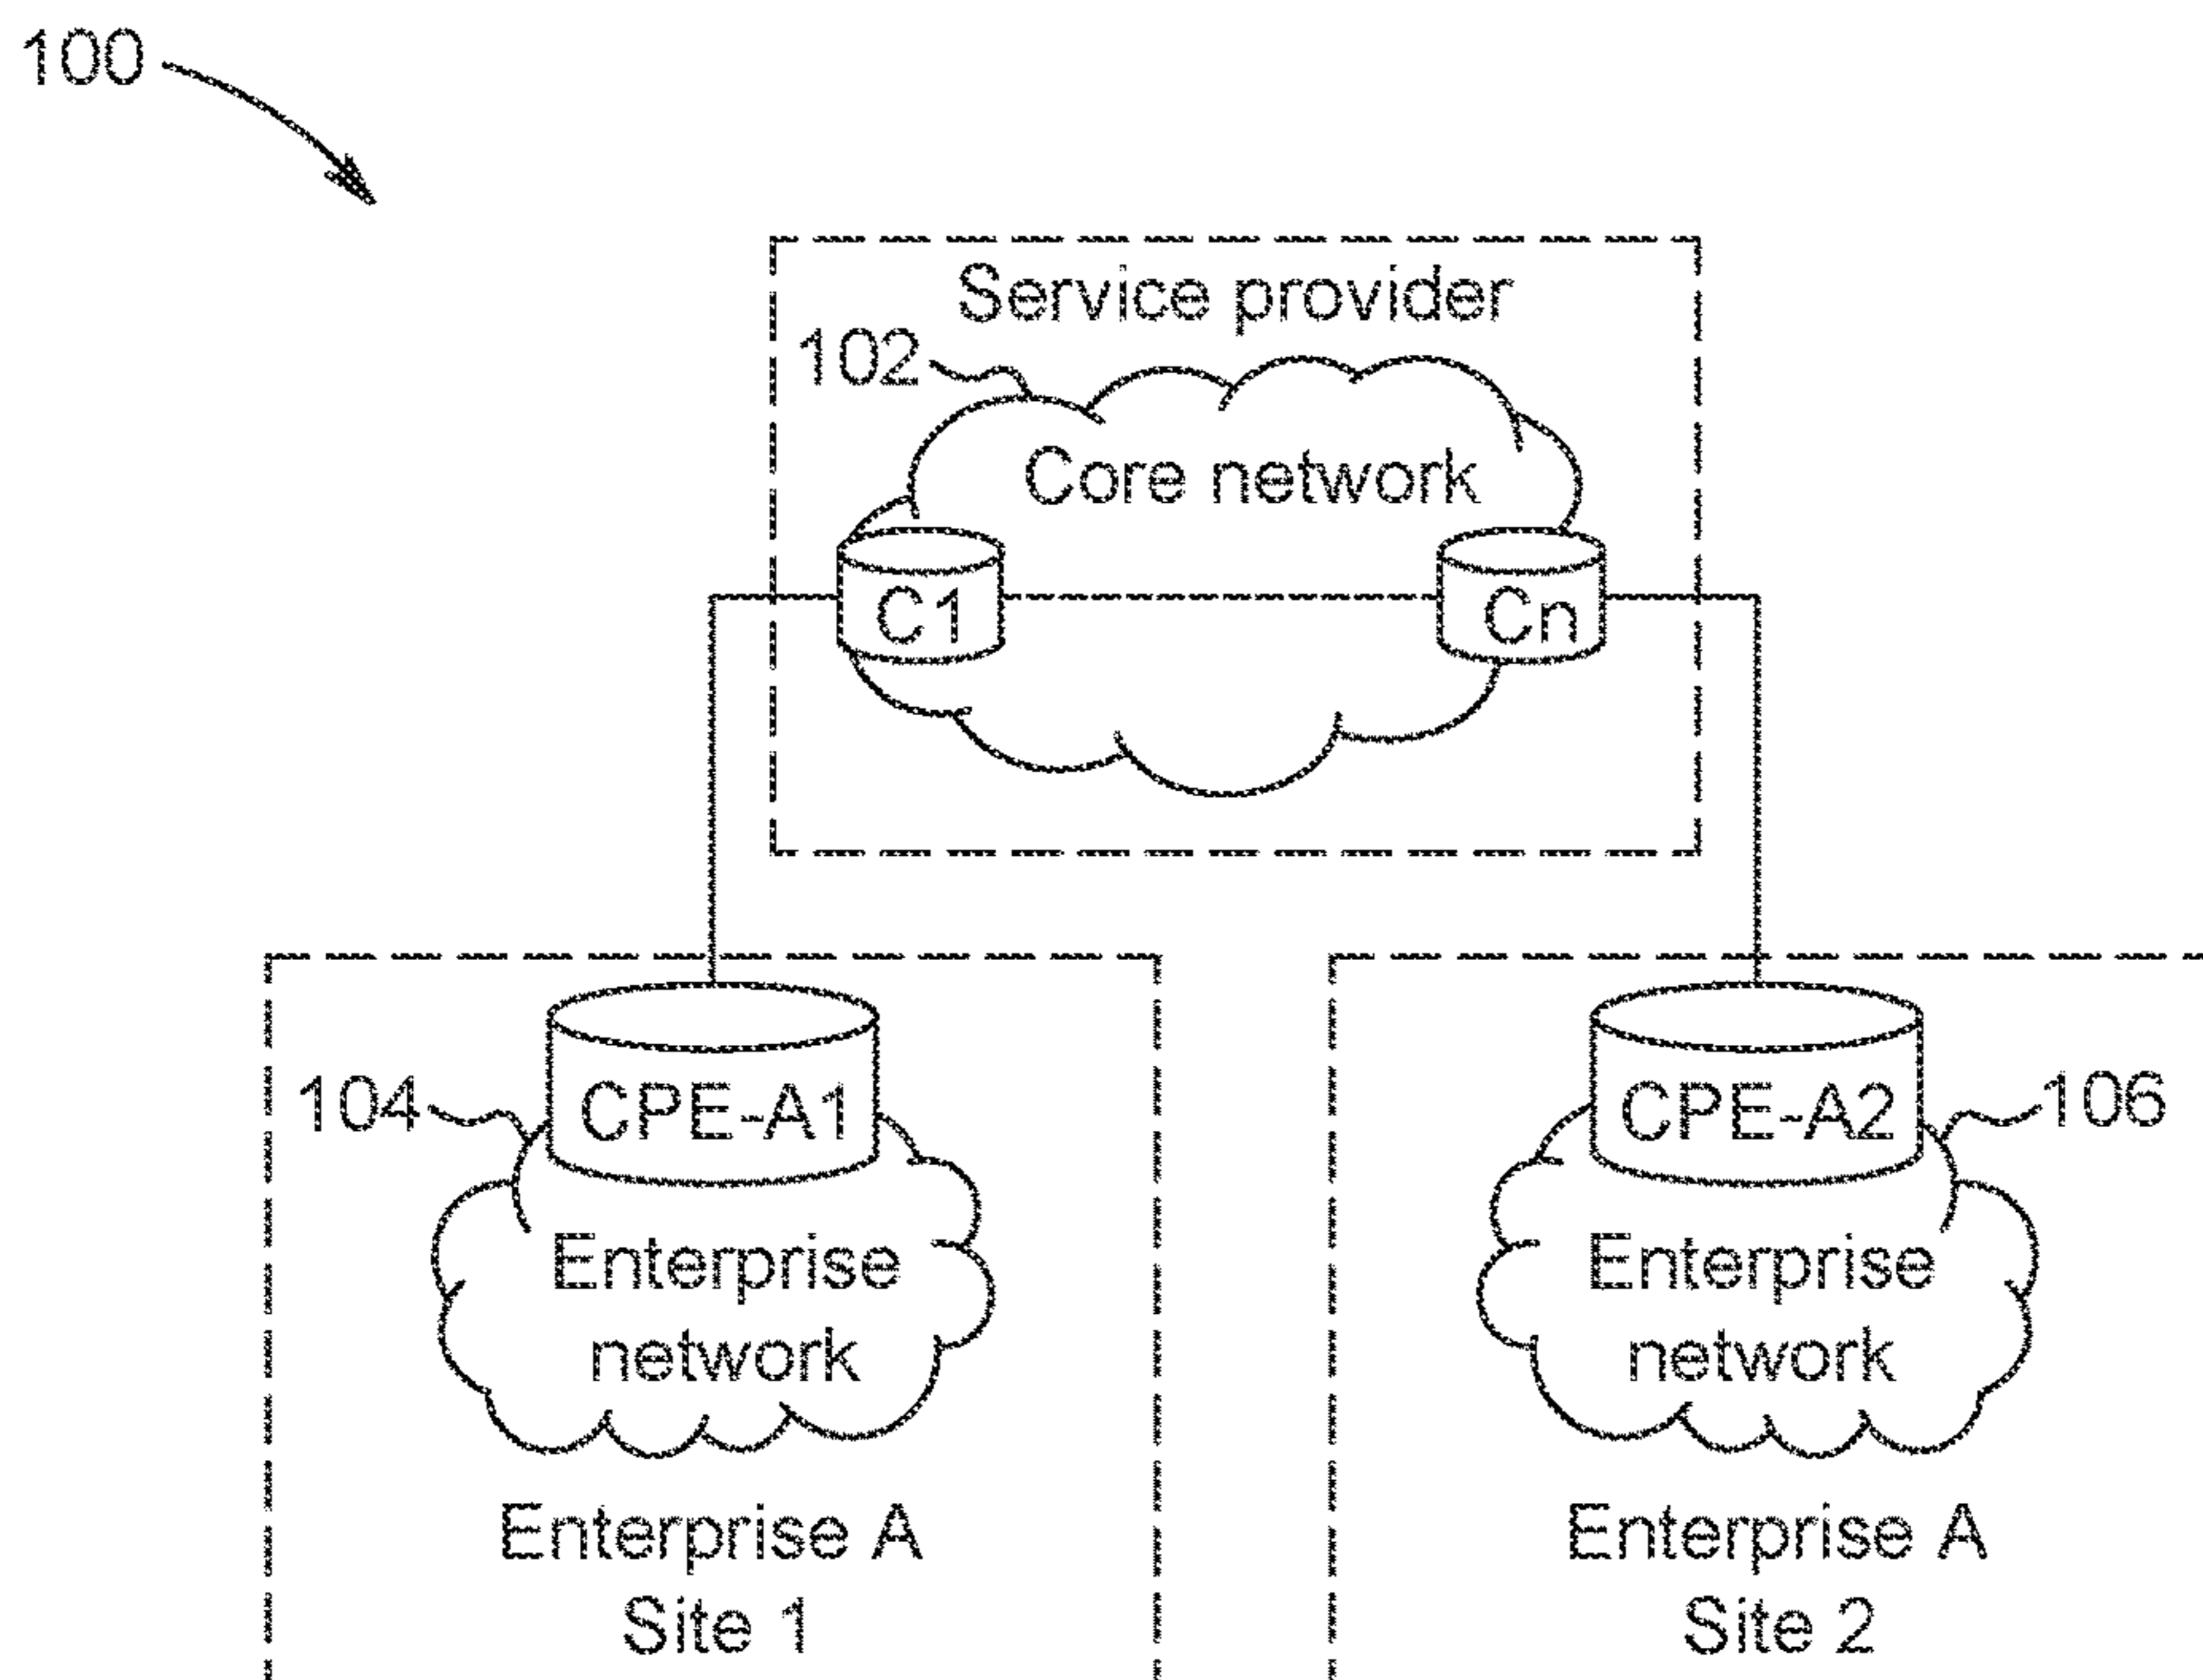 100
Service provider
102
Core network
C1
Cn
104
CPE-A1
CPE-A2
106
Enterprise
network
Enterprise
network
Enterprise A
Site 1
Enterprise A
Site 2